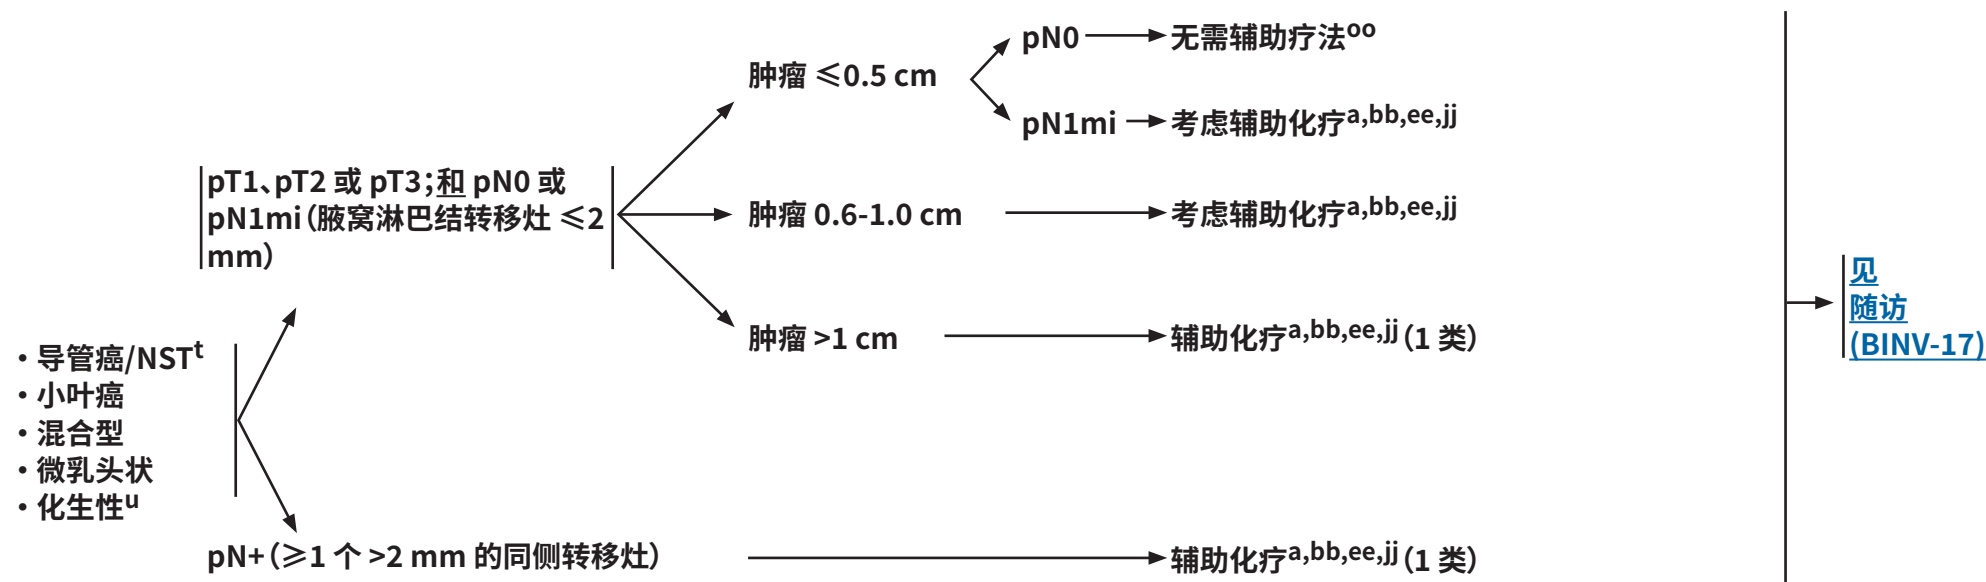 pN0
无需辅助疗法oo
肿瘤 ≤0.5 cm
pN1mi
考虑辅助化疗a,bb,ee,jj
pT1、pT2 或 pT3；和 pN0 或
pN1mi（腋窝淋巴结转移灶 ≤2
mm）
肿瘤 0.6-1.0 cm
考虑辅助化疗a,bb,ee,jj
肿瘤 >1 cm
辅助化疗a,bb,ee,jj（1 类）
见
随访
(BINV-17)
• 导管癌/NSTt
• 小叶癌
• 混合型
• 微乳头状
• 化生性u
pN+（≥1 个 >2 mm 的同侧转移灶）
辅助化疗a,bb,ee,jj（1 类）